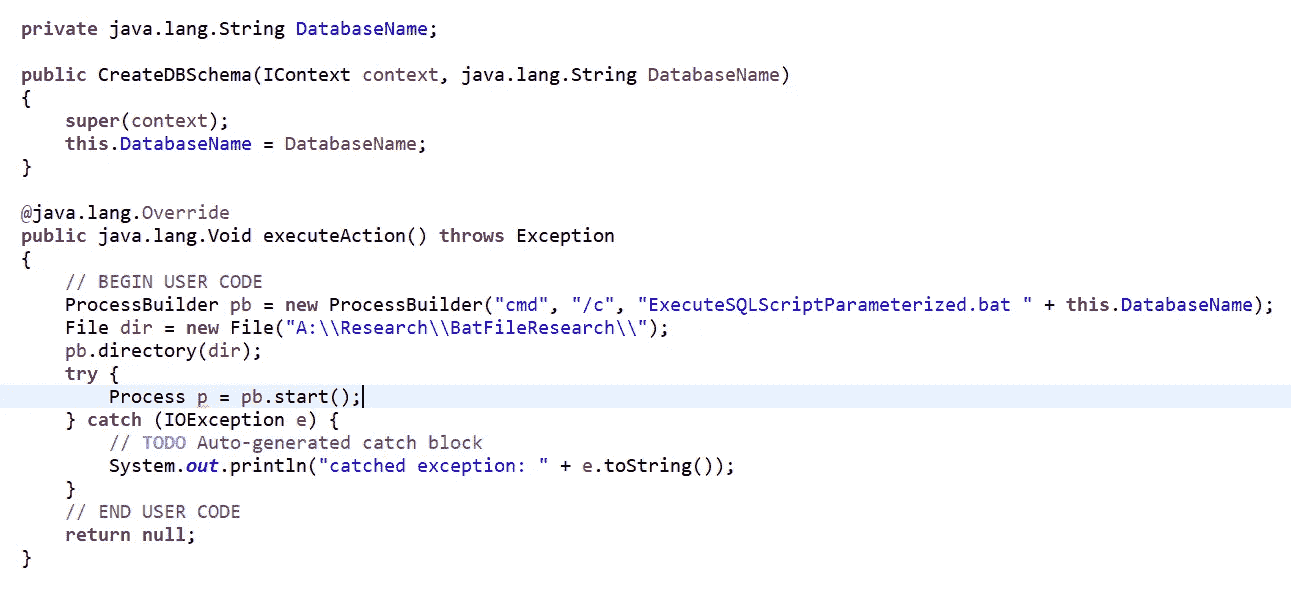 private java.lang.String DatabaseName;
public CreateDBSchema(IContext context, java.lang.String DatabaseName)
{
super(context);
this.DatabaseName = DatabaseName;
}
@java.lang.Override
public java.lang.Void executeAction() throws Exception
{
// BEGIN USER CODE
ProcessBuilder pb = new ProcessBuilder("cmd", "/c", "ExecuteSQLScriptParameterized.bat " + this.DatabaseName);
File dir = new File("A:\\Research\\BatFileResearch\\");
pb.directory(dir);
try {
Process p = pb.start();
} catch (IOException e) {
// TODO Auto-generated catch block
System.out.println("catched exception: " + e.toString());
}
// END USER CODE
return null;
}